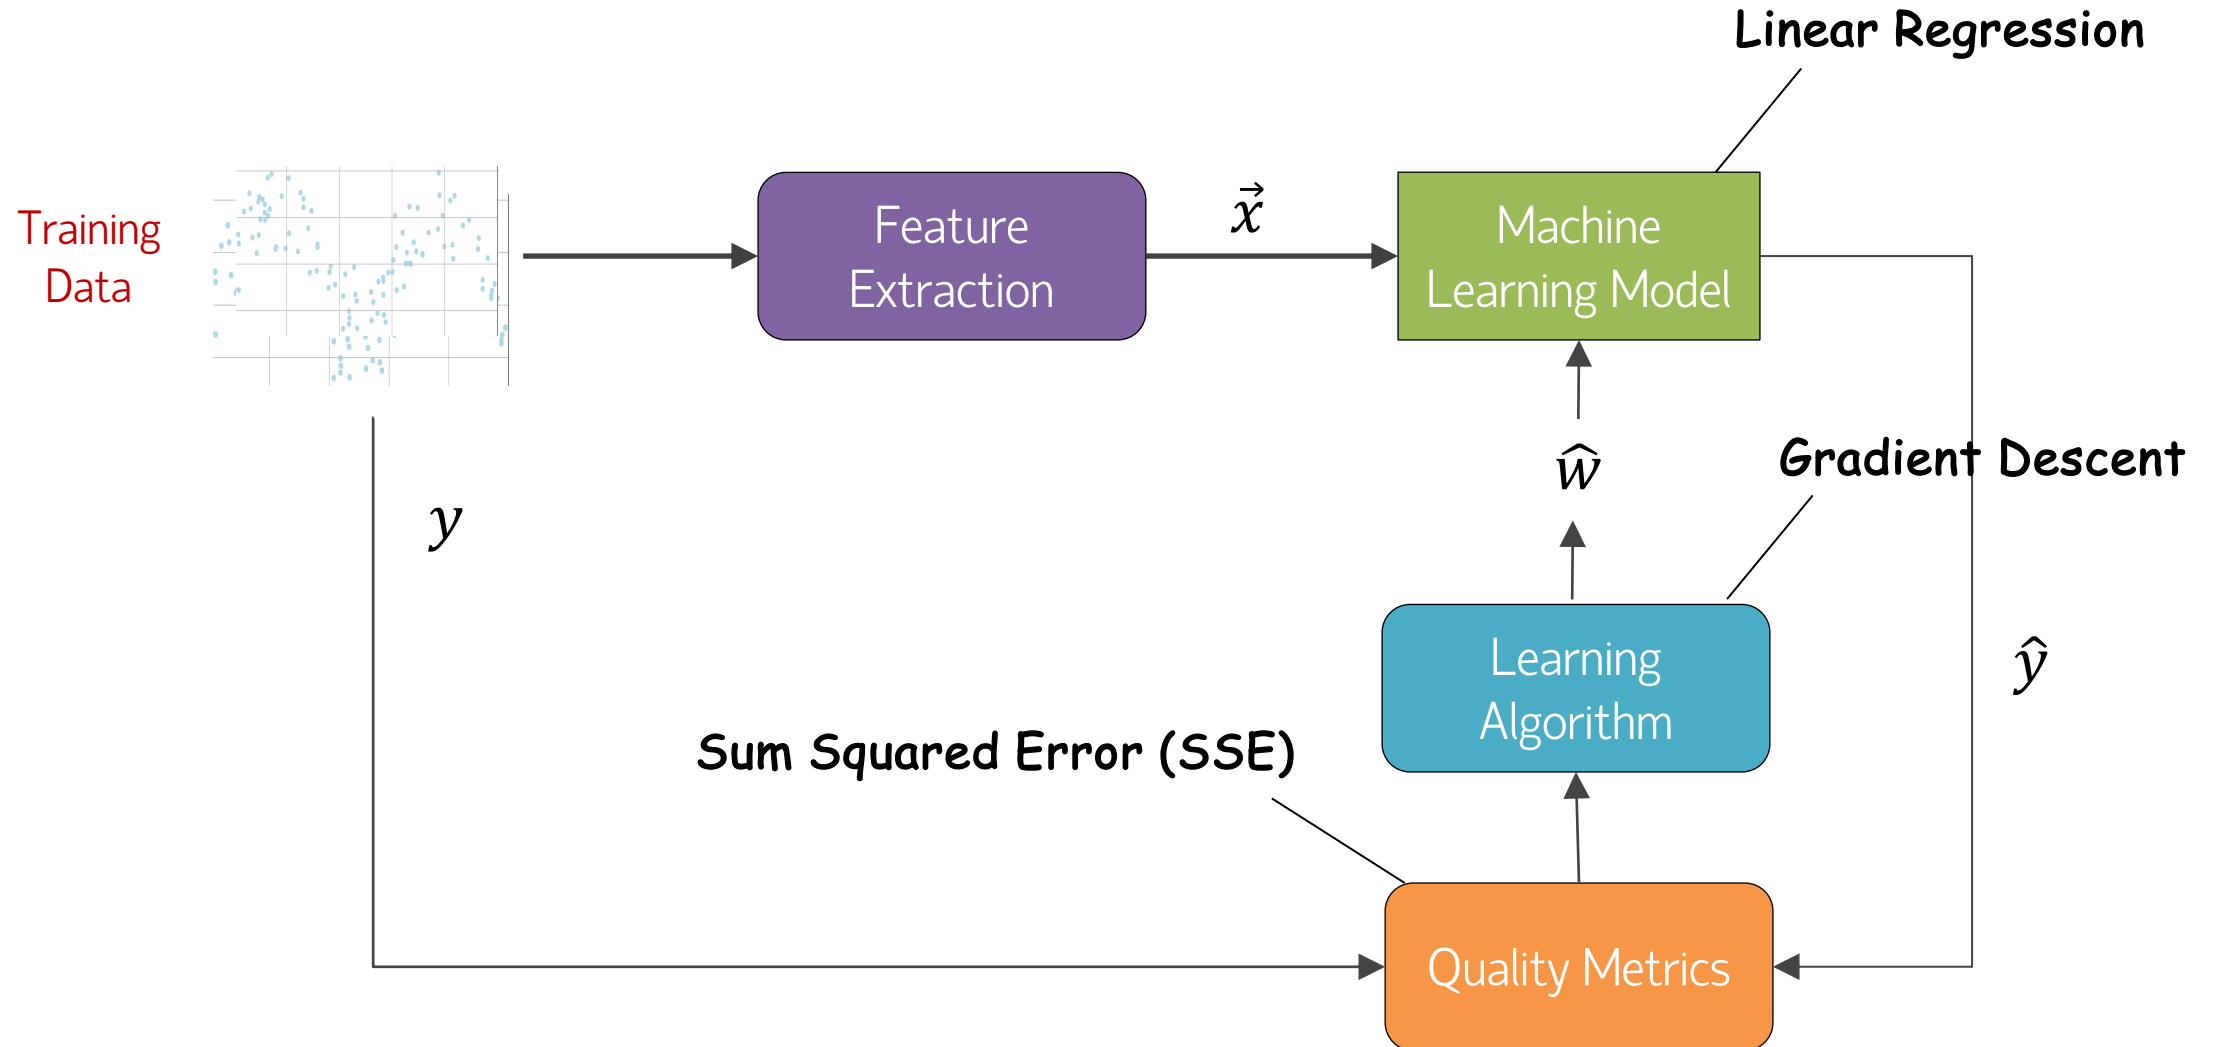 Linear Regression
Training
Data
Feature
Extraction
x⃗
Machine
Learning Model
ŵ
Gradient Descent
y
Learning
Algorithm
ŷ
Sum Squared Error (SSE)
Quality Metrics